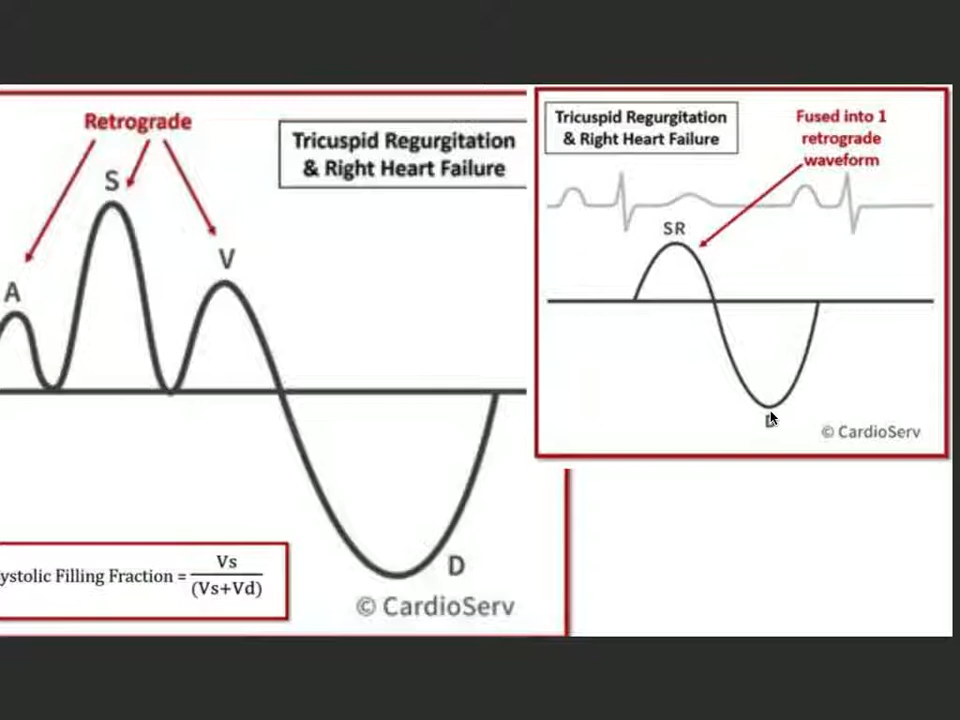 Retrograde
Tricuspid Regurgitation
& Right Heart Failure
S
V
A
D
ystolic Filling Fraction = Vs
(Vs+Vd)
© CardioServ
Tricuspid Regurgitation
& Right Heart Failure
Fused into 1
retrograde
waveform
SR
© CardioServ